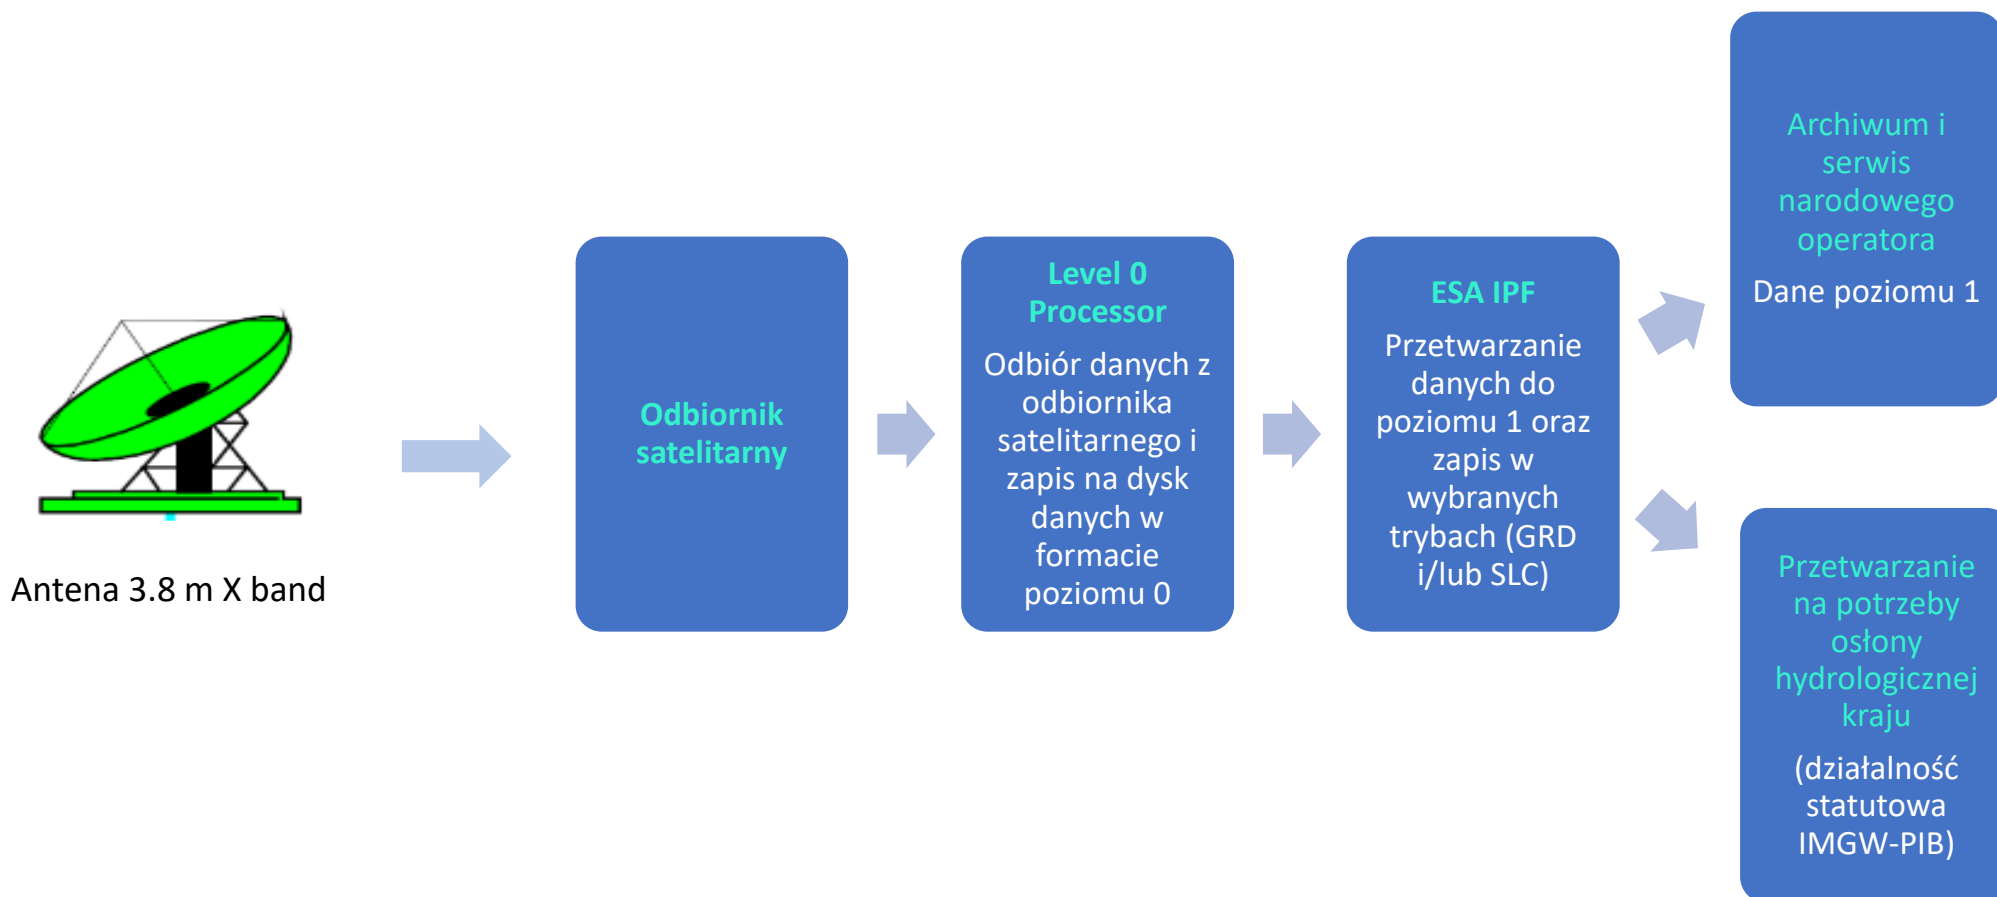 Antena 3.8 m X band
Odbiornik
satelitarny
Level 0
Processor
Odbiór danych z
odbiornika
satelitarnego i
zapis na dysk
danych w
formacie
poziomu 0
ESA IPF
Przetwarzanie
danych do
poziomu 1 oraz
zapis w
wybranych
trybach (GRD
i/lub SLC)
Archiwum i
serwis
narodowego
operatora
Dane poziomu 1
Przetwarzanie
na potrzeby
osłony
hydrologicznej
kraju
(działalność
statutowa
IMGW-PIB)